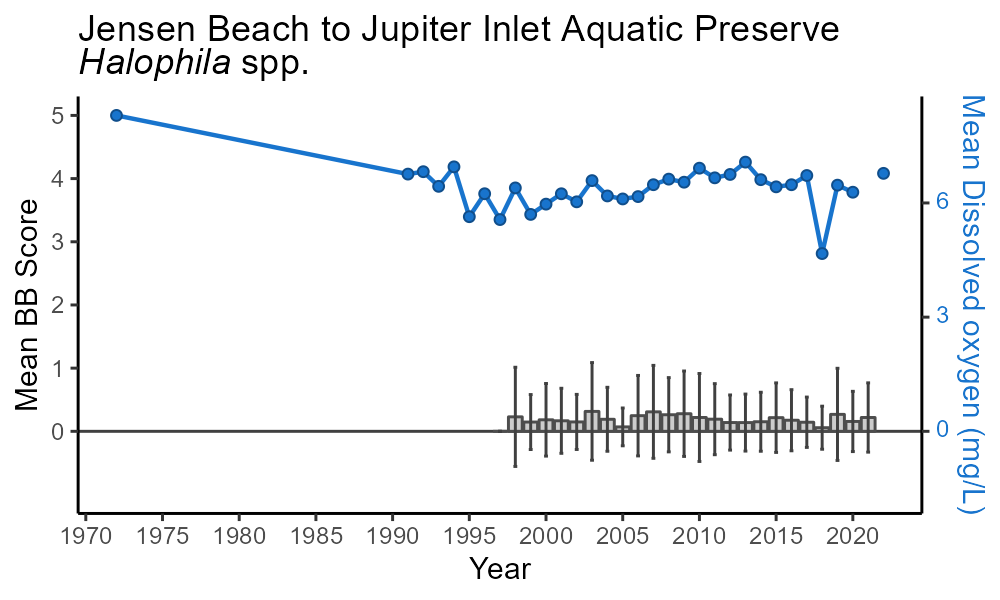 Jensen Beach to Jupiter Inlet Aquatic Preserve
Halophila spp.
5
4
3
2
1
0
Mean BB Score
6
3
0
Mean Dissolved oxygen (mg/L)
1970 1975 1980 1985 1990 1995 2000 2005 2010 2015 2020
Year